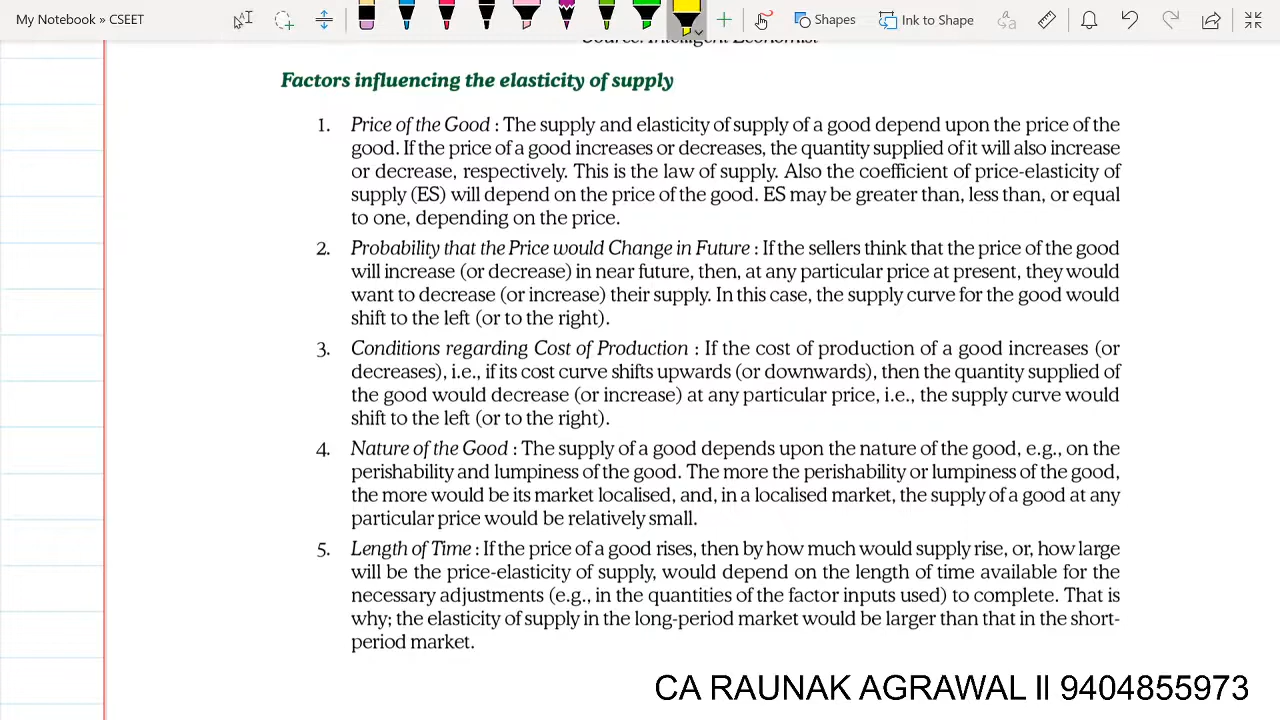 My Notebook » CSEET
Shapes
Ink to Shape
Source: Intelligent Economist
Factors influencing the elasticity of supply
1. Price of the Good : The supply and elasticity of supply of a good depend upon the price of the
good. If the price of a good increases or decreases, the quantity supplied of it will also increase
or decrease, respectively. This is the law of supply. Also the coefficient of price-elasticity of
supply (ES) will depend on the price of the good. ES may be greater than, less than, or equal
to one, depending on the price.
2. Probability that the Price would Change in Future : If the sellers think that the price of the good
will increase (or decrease) in near future, then, at any particular price at present, they would
want to decrease (or increase) their supply. In this case, the supply curve for the good would
shift to the left (or to the right).
3. Conditions regarding Cost of Production : If the cost of production of a good increases (or
decreases), i.e., if its cost curve shifts upwards (or downwards), then the quantity supplied of
the good would decrease (or increase) at any particular price, i.e., the supply curve would
shift to the left (or to the right).
4. Nature of the Good : The supply of a good depends upon the nature of the good, e.g., on the
perishability and lumpiness of the good. The more the perishability or lumpiness of the good,
the more would be its market localised, and, in a localised market, the supply of a good at any
particular price would be relatively small.
5. Length of Time : If the price of a good rises, then by how much would supply rise, or, how large
will be the price-elasticity of supply, would depend on the length of time available for the
necessary adjustments (e.g., in the quantities of the factor inputs used) to complete. That is
why; the elasticity of supply in the long-period market would be larger than that in the short-
period market.
CA RAUNAK AGRAWAL II 9404855973